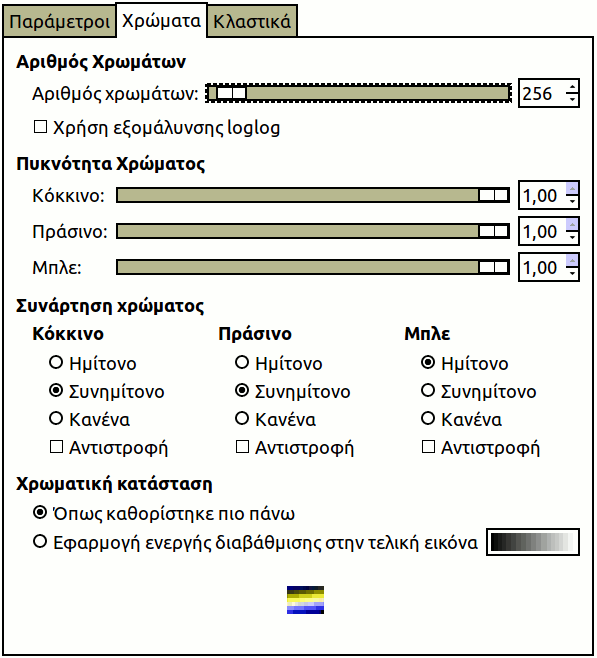 Παράμετροι Χρώματα Κλαστικά
Αριθμός Χρωμάτων
Αριθμός χρωμάτων: 256
Χρήση εξομάλυνσης loglog
Πυκνότητα Χρώματος
Κόκκινο: 1,00
Πράσινο: 1,00
Μπλε: 1,00
Συνάρτηση χρώματος
Κόκκινο Πράσινο Μπλε
Ημίτονο Ημίτονο Ημίτονο
Συνημίτονο Συνημίτονο Συνημίτονο
Κανένα Κανένα Κανένα
Αντιστροφή Αντιστροφή Αντιστροφή
Χρωματική κατάσταση
Όπως καθορίστηκε πιο πάνω
Εφαρμογή ενεργής διαβάθμισης στην τελική εικόνα